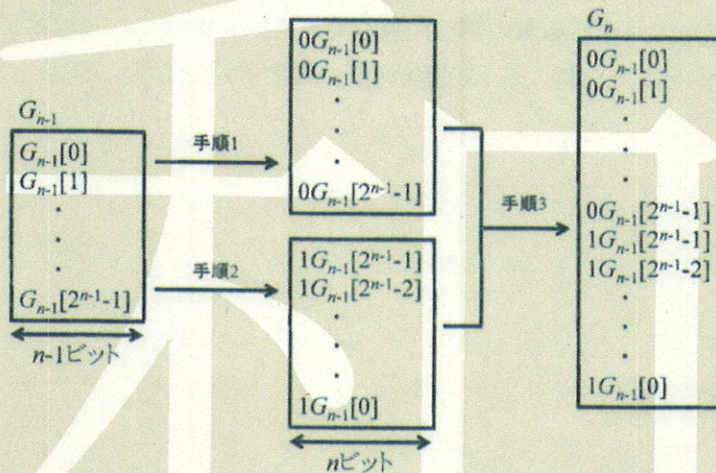 G_{n-1}
G_{n-1}[0]
G_{n-1}[1]
·
·
·
G_{n-1}[2^{n-1}-1]
n-1ビット
手順1
手順2
0G_{n-1}[0]
0G_{n-1}[1]
·
·
·
0G_{n-1}[2^{n-1}-1]
1G_{n-1}[2^{n-1}-1]
1G_{n-1}[2^{n-1}-2]
·
·
·
1G_{n-1}[0]
nビット
手順3
G_n
0G_{n-1}[0]
0G_{n-1}[1]
·
·
·
0G_{n-1}[2^{n-1}-1]
1G_{n-1}[2^{n-1}-1]
1G_{n-1}[2^{n-1}-2]
·
·
·
1G_{n-1}[0]